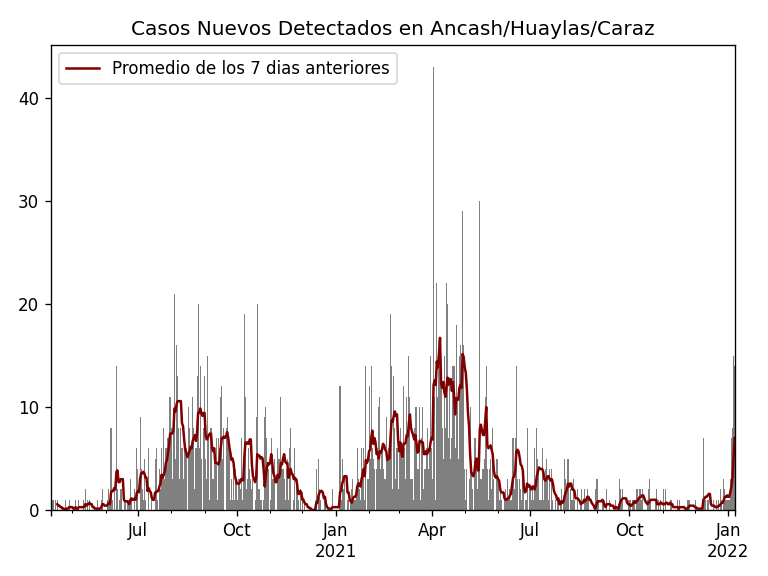 Casos Nuevos Detectados en Ancash/Huaylas/Caraz
Promedio de los 7 dias anteriores
40
30
20
10
0
Jul
Oct
Jan
2021
Apr
Jul
Oct
Jan
2022